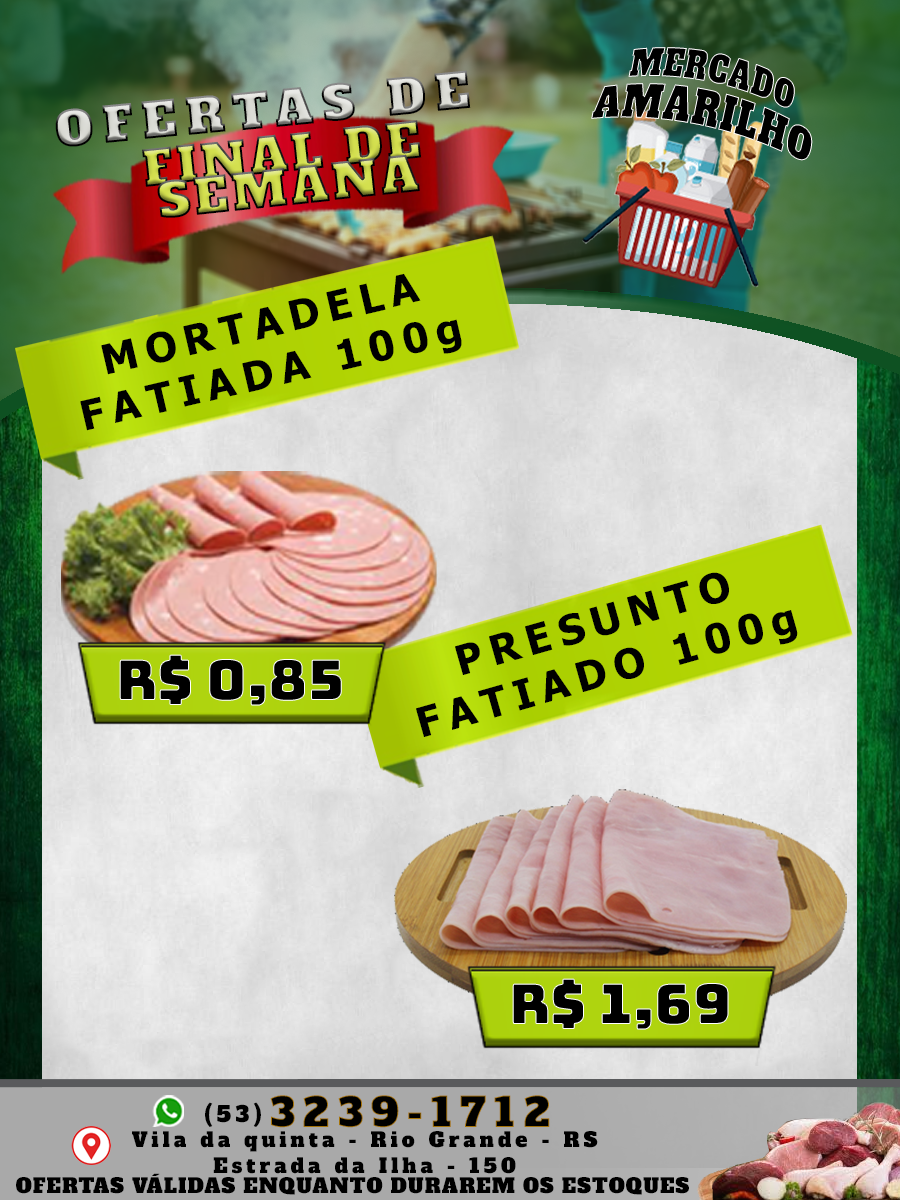 OFERTAS DE
FINAL DE
SEMANA
MERCADO
AMARILHO
MORTADELA
FATIADA 100g
R$ 0,85
PRESUNTO
FATIADO 100g
R$ 1,69
(53) 3239-1712
Vila da quinta - Rio Grande - RS
Estrada da Ilha - 150
OFERTAS VÁLIDAS ENQUANTO DURAREM OS ESTOQUES